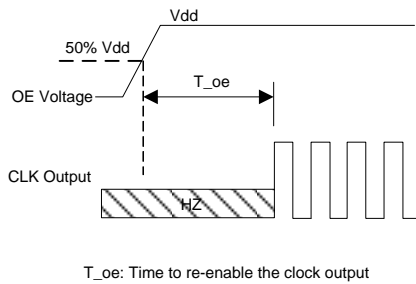 Vdd
50% Vdd
T_oe
OE Voltage
CLK Output
HZ
T_oe: Time to re-enable the clock output